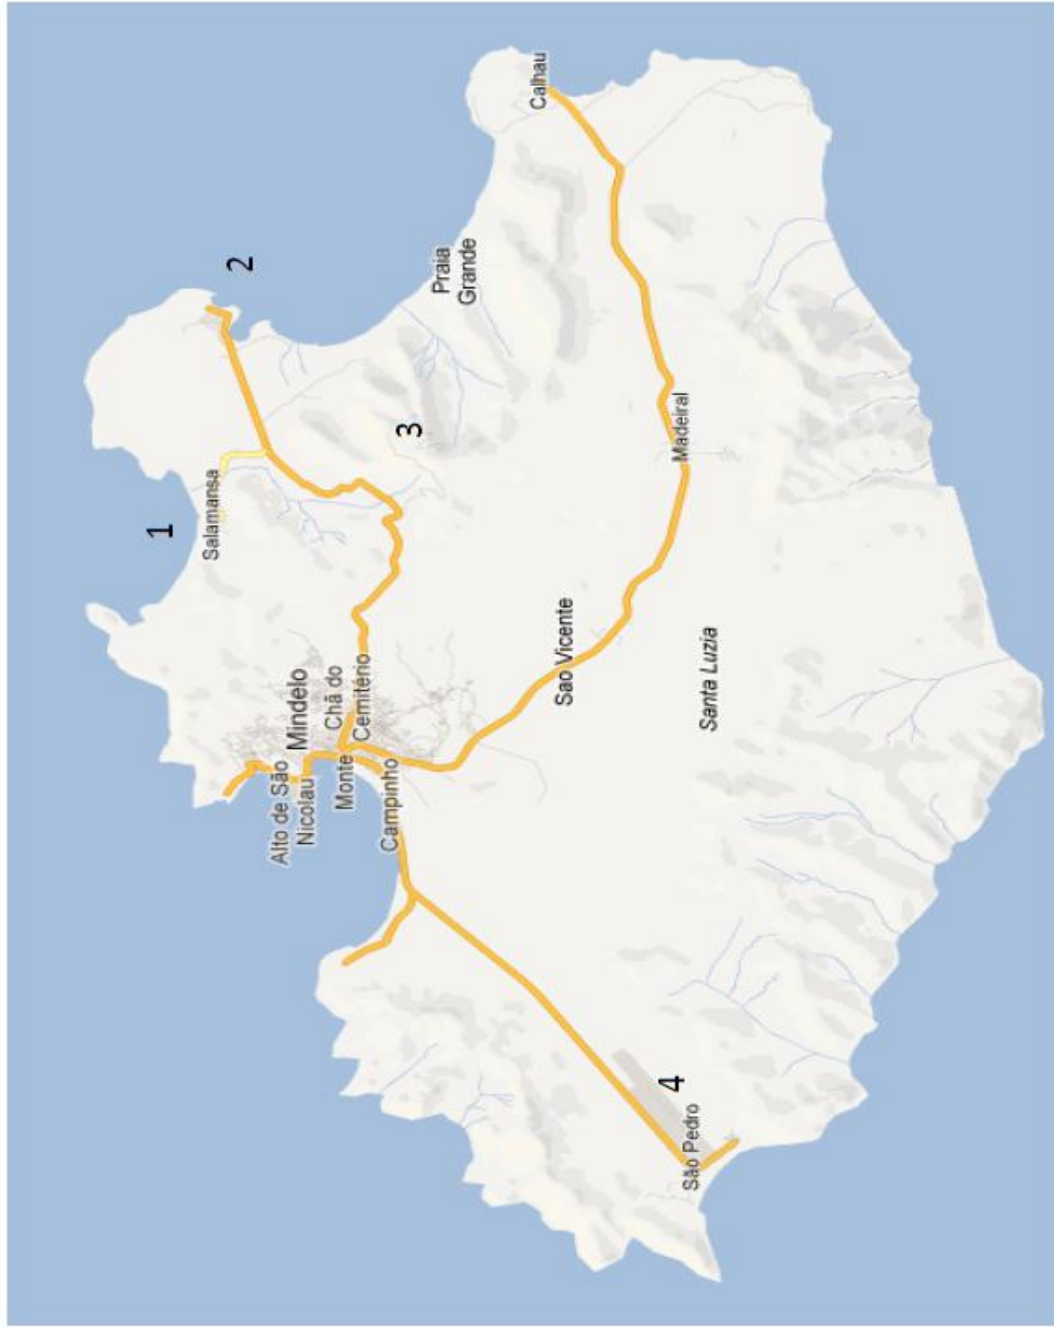 1
2
Salamansa
3
Praia
Grande
Calhau
Alto de São
Nicolau
Mindelo
Monte
Chã do
Cemitério
Campinho
São Vicente
Madeiral
Santa Luzia
4
São Pedro